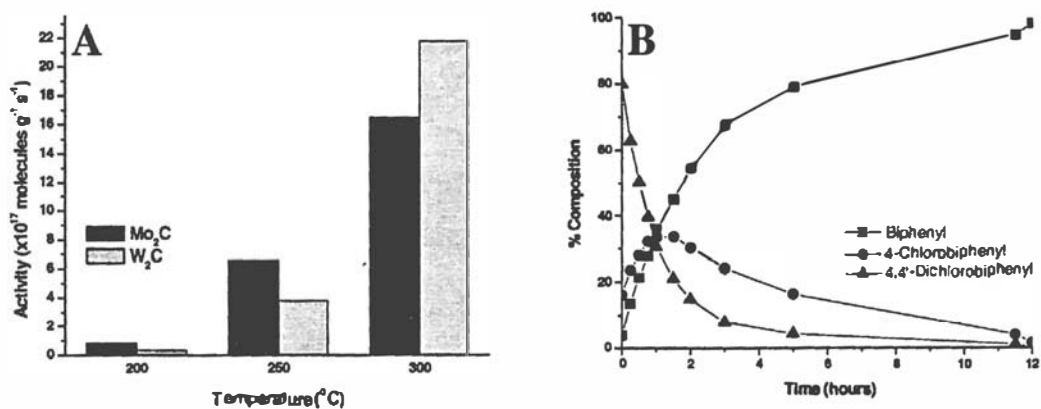 A
Activity (x10¹⁷ molecules g⁻¹ s⁻¹)
22
20
18
16
14
12
10
8
6
4
2
0
Mo₂C
W₂C
200
250
300
Temperature(°C)
B
% Composition
100
80
60
40
20
0
Biphenyl
4-Chlorobiphenyl
4,4'-Dichlorobiphenyl
0
2
4
6
8
10
12
Time (hours)